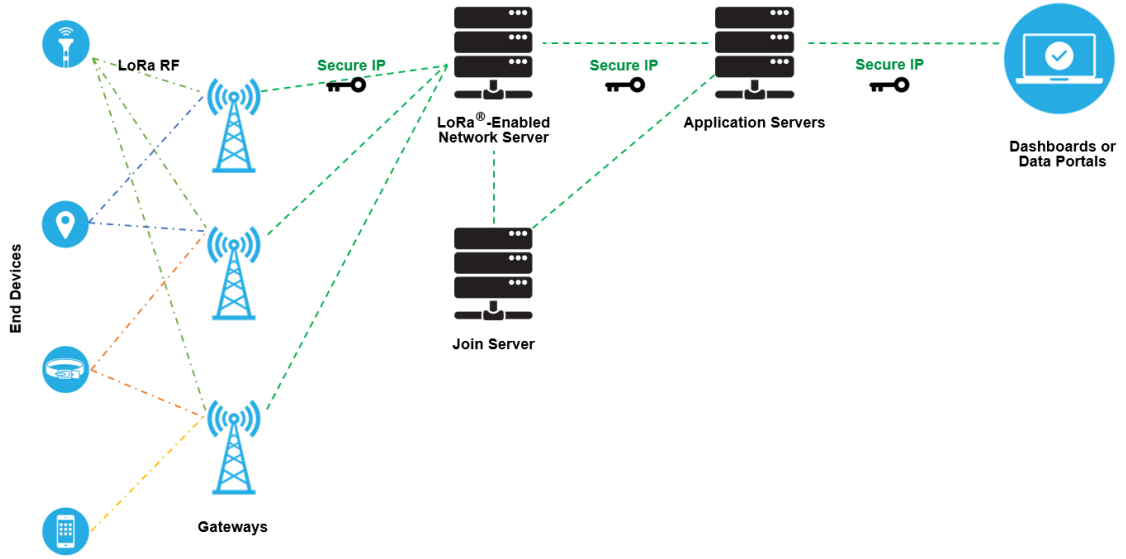 LoRa RF
Secure IP
Secure IP
Secure IP
LoRa®-Enabled
Network Server
Application Servers
Dashboards or
Data Portals
End Devices
Join Server
Gateways